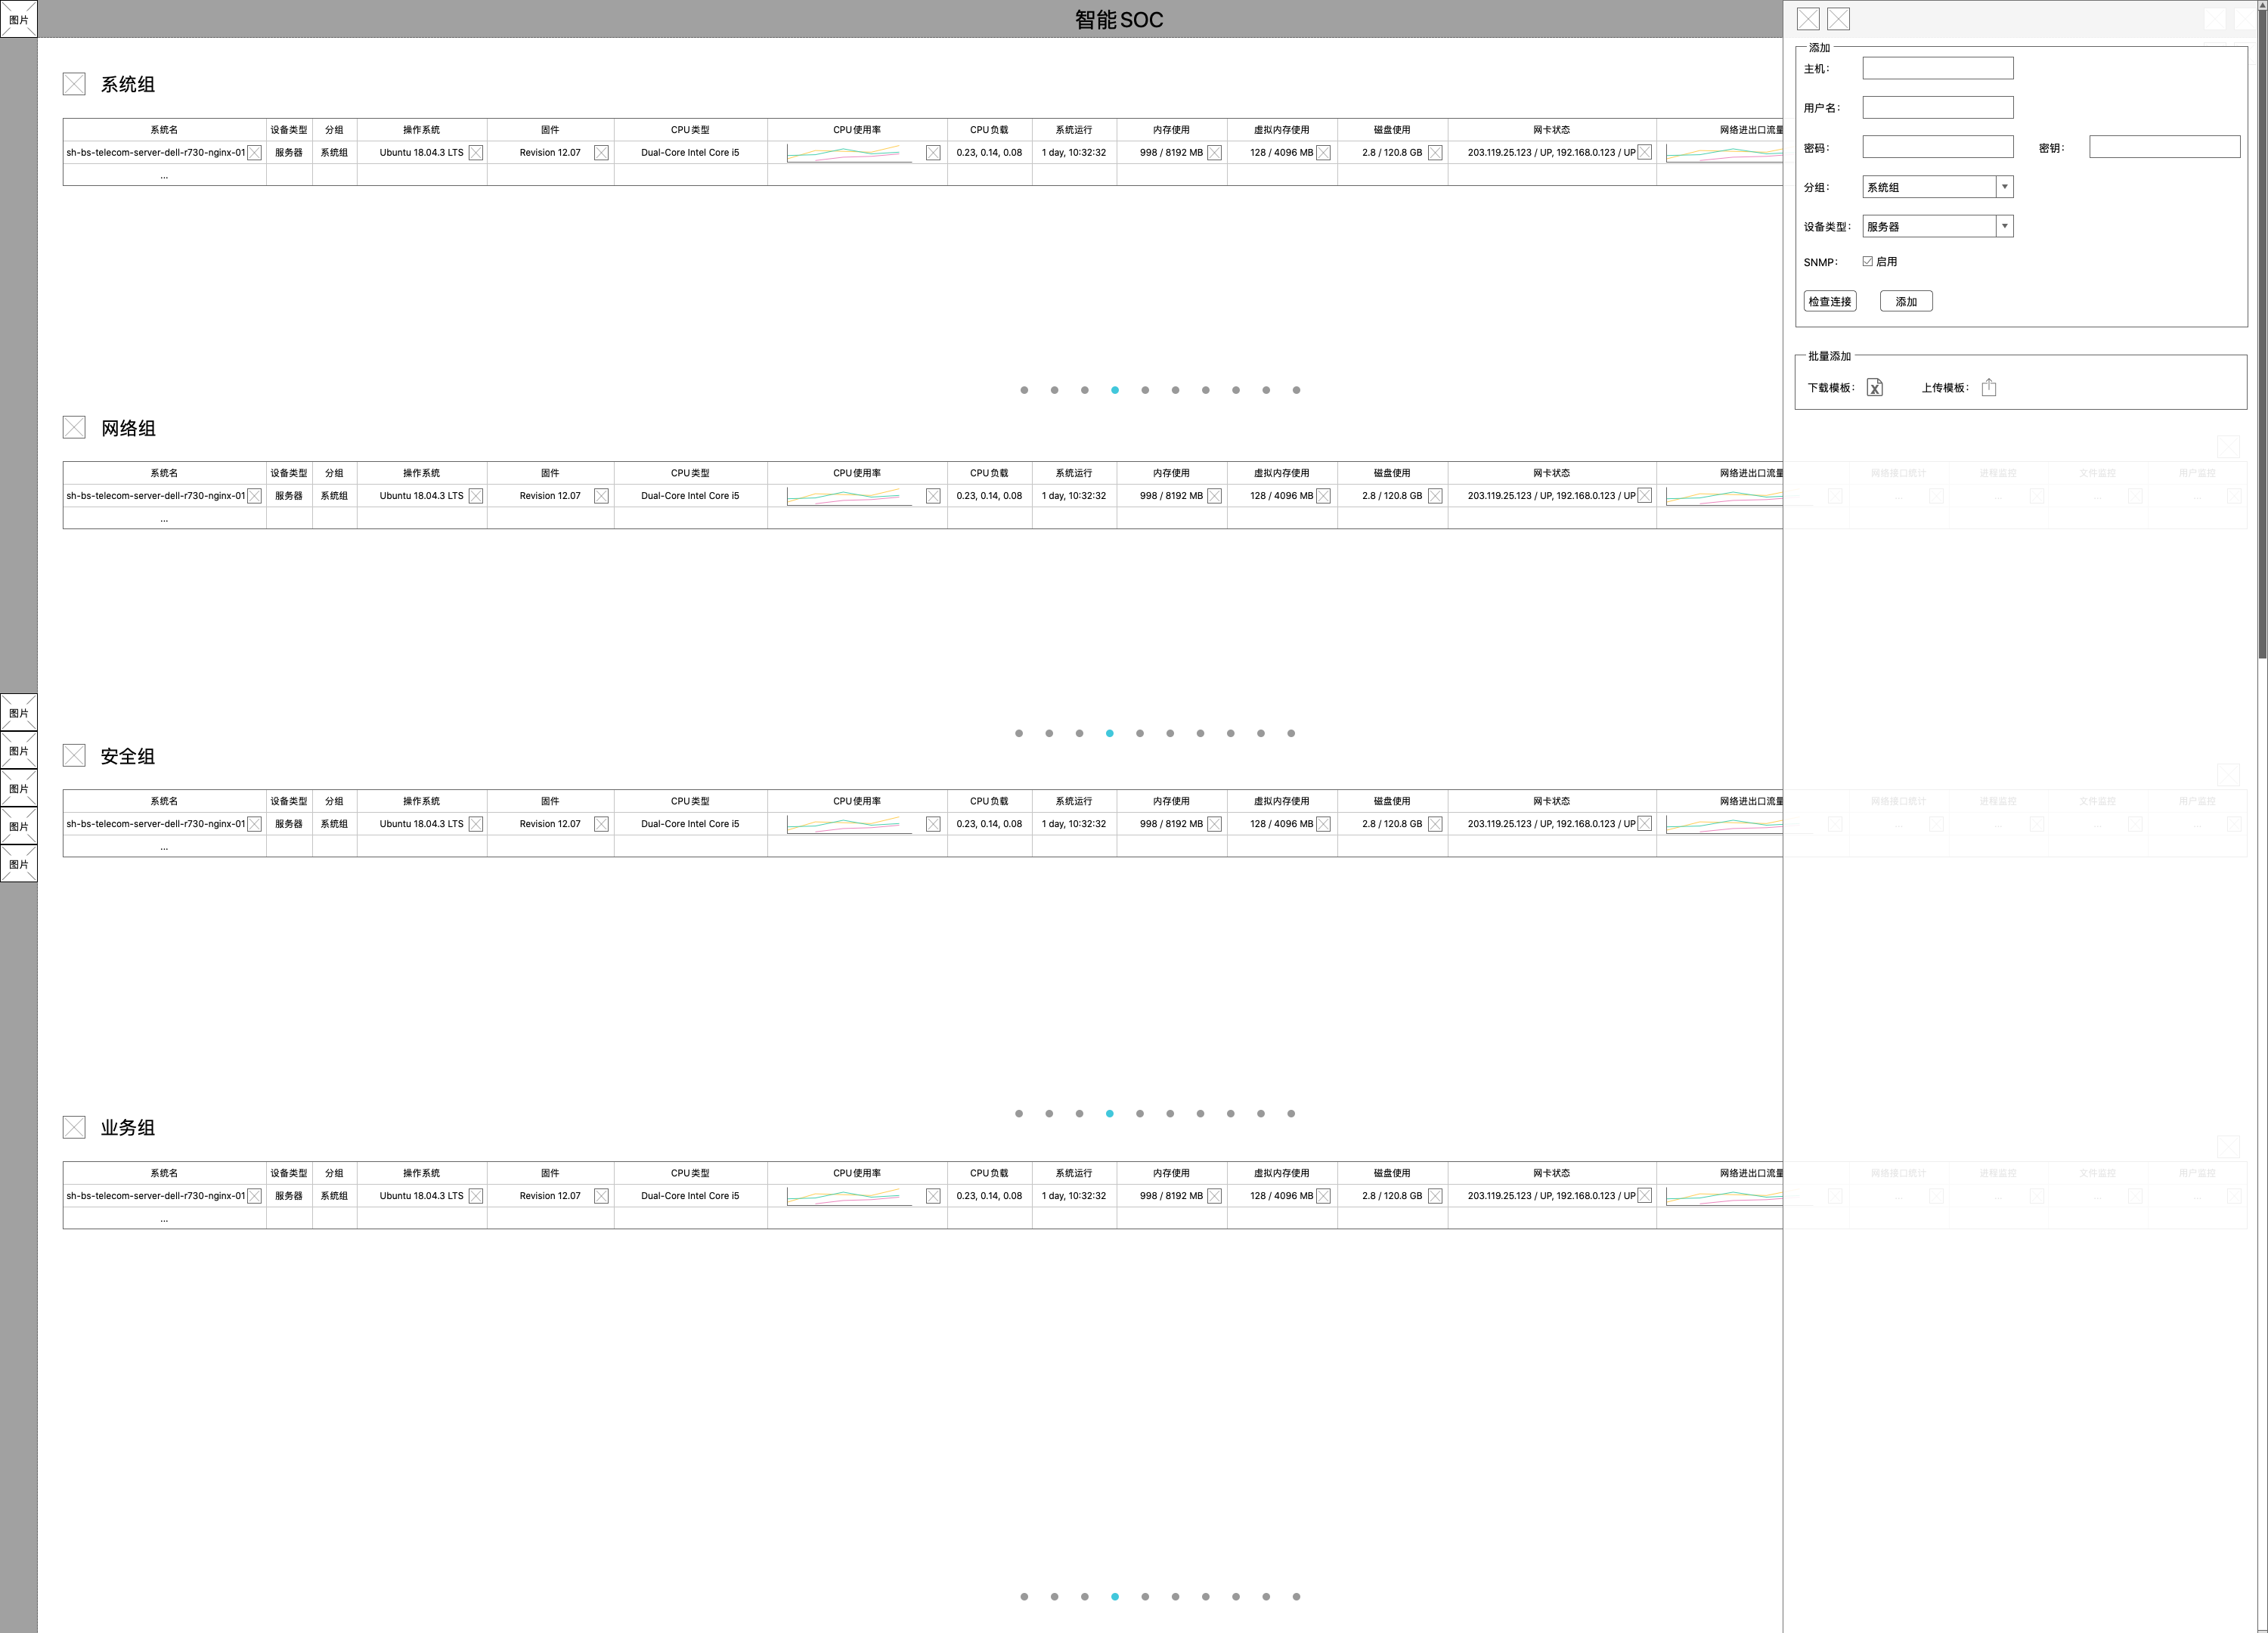 图片 智能SOC
系统组
系统名 设备类型 分组 操作系统 固件 CPU类型 CPU使用率 CPU负载 系统运行 内存使用 虚拟内存使用 磁盘使用 网卡状态 网络进出口流量
sh-bs-telecom-server-dell-r730-nginx-01 服务器 系统组 Ubuntu 18.04.3 LTS Revision 12.07 Dual-Core Intel Core i5 0.23, 0.14, 0.08 1 day, 10:32:32 998 / 8192 MB 128 / 4096 MB 2.8 / 120.8 GB 203.119.25.123 / UP, 192.168.0.123 / UP
...
网络组
系统名 设备类型 分组 操作系统 固件 CPU类型 CPU使用率 CPU负载 系统运行 内存使用 虚拟内存使用 磁盘使用 网卡状态 网络进出口流量 网络接口统计 进程监控 文件监控 用户监控
sh-bs-telecom-server-dell-r730-nginx-01 服务器 系统组 Ubuntu 18.04.3 LTS Revision 12.07 Dual-Core Intel Core i5 0.23, 0.14, 0.08 1 day, 10:32:32 998 / 8192 MB 128 / 4096 MB 2.8 / 120.8 GB 203.119.25.123 / UP, 192.168.0.123 / UP
...
图片
图片
图片
图片
图片
安全组
系统名 设备类型 分组 操作系统 固件 CPU类型 CPU使用率 CPU负载 系统运行 内存使用 虚拟内存使用 磁盘使用 网卡状态 网络进出口流量 网络接口统计 进程监控 文件监控 用户监控
sh-bs-telecom-server-dell-r730-nginx-01 服务器 系统组 Ubuntu 18.04.3 LTS Revision 12.07 Dual-Core Intel Core i5 0.23, 0.14, 0.08 1 day, 10:32:32 998 / 8192 MB 128 / 4096 MB 2.8 / 120.8 GB 203.119.25.123 / UP, 192.168.0.123 / UP
...
业务组
系统名 设备类型 分组 操作系统 固件 CPU类型 CPU使用率 CPU负载 系统运行 内存使用 虚拟内存使用 磁盘使用 网卡状态 网络进出口流量 网络接口统计 进程监控 文件监控 用户监控
sh-bs-telecom-server-dell-r730-nginx-01 服务器 系统组 Ubuntu 18.04.3 LTS Revision 12.07 Dual-Core Intel Core i5 0.23, 0.14, 0.08 1 day, 10:32:32 998 / 8192 MB 128 / 4096 MB 2.8 / 120.8 GB 203.119.25.123 / UP, 192.168.0.123 / UP
...
添加
主机：
用户名：
密码： 密钥：
分组： 系统组
设备类型： 服务器
SNMP： 启用
检查连接 添加
批量添加
下载模板： 上传模板：